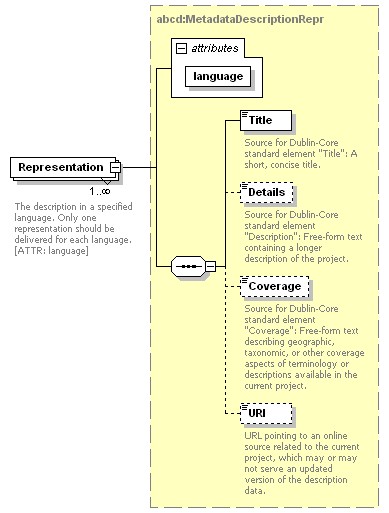 abcd:MetadataDescriptionRepr
attributes
language
Representation
1..∞
The description in a specified
language. Only one
representation should be
delivered for each language.
[ATTR: language]
Title
Source for Dublin-Core
standard element "Title": A
short, concise title.
Details
Source for Dublin-Core
standard element
"Description": Free-form text
containing a longer
description of the project.
Coverage
Source for Dublin-Core
standard element
"Coverage": Free-form text
describing geographic,
taxonomic, or other coverage
aspects of terminology or
descriptions available in the
current project.
URI
URL pointing to an online
source related to the current
project, which may or may
not serve an updated
version of the description
data.